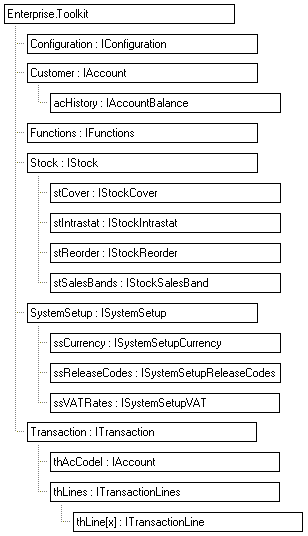 Enterprise.Toolkit
Configuration : IConfiguration
Customer : IAccount
acHistory : IAccountBalance
Functions : IFunctions
Stock : IStock
stCover : IStockCover
stIntrastat : IStockIntrastat
stReorder : IStockReorder
stSalesBands : IStockSalesBand
SystemSetup : ISystemSetup
ssCurrency : ISystemSetupCurrency
ssReleaseCodes : ISystemSetupReleaseCodes
ssVATRates : ISystemSetupVAT
Transaction : ITransaction
thAcCodeI : IAccount
thLines : ITransactionLines
thLine[x] : ITransactionLine